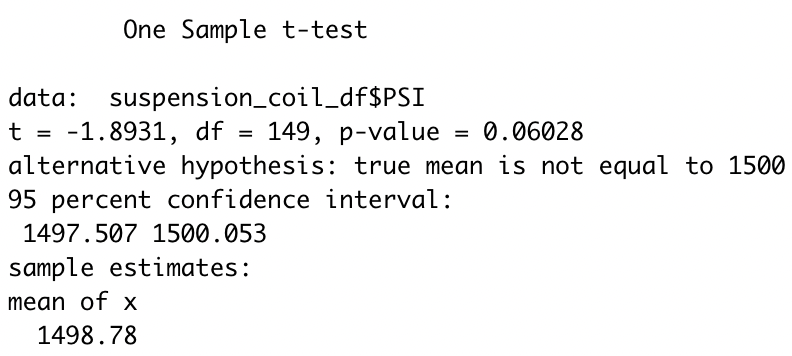 One Sample t-test
data: suspension_coil_df$PSI
t = -1.8931, df = 149, p-value = 0.06028
alternative hypothesis: true mean is not equal to 1500
95 percent confidence interval:
1497.507 1500.053
sample estimates:
mean of x
1498.78